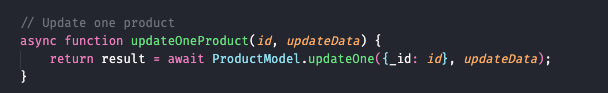 // Update one product
async function updateOneProduct(id, updateData) {
    return result = await ProductModel.updateOne({_id: id}, updateData);
}